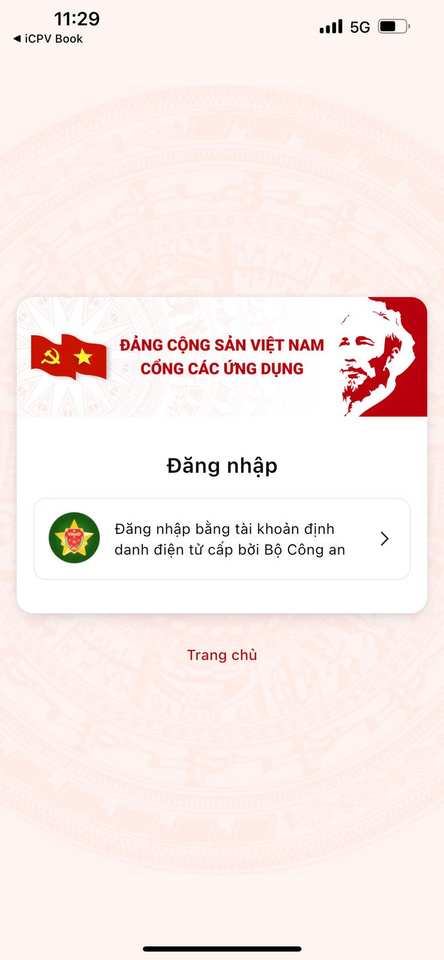 11:29
5G
◀ iCPV Book
ĐẢNG CỘNG SẢN VIỆT NAM
CỔNG CÁC ỨNG DỤNG
Đăng nhập
Đăng nhập bằng tài khoản định
danh điện tử cấp bởi Bộ Công an
Trang chủ